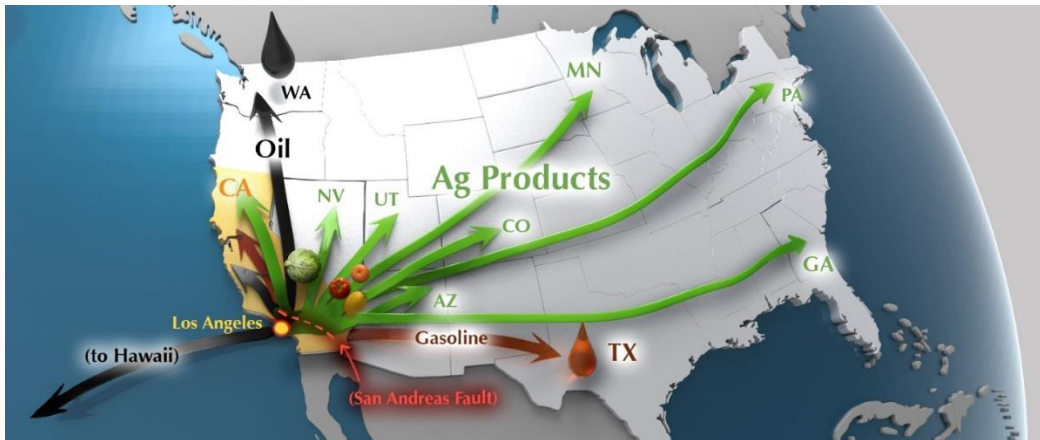 WA
MN
PA
Oil
CA
NV
UT
Ag Products
CO
GA
AZ
Los Angeles
Gasoline
TX
(to Hawaii)
(San Andreas Fault)